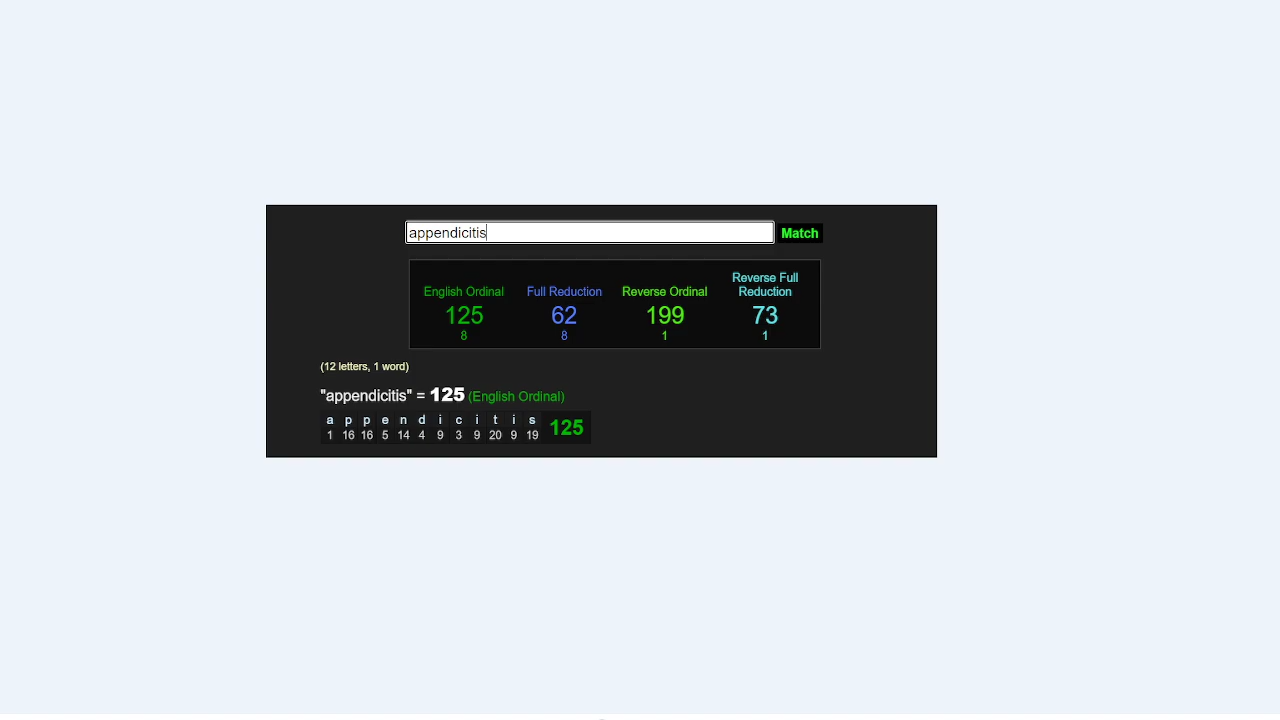 appendicitis Match
English Ordinal Full Reduction Reverse Ordinal Reverse Full Reduction
125 62 199 73
8 8 1 1
(12 letters, 1 word)
"appendicitis" = 125 (English Ordinal)
a p p e n d i c i t i s 125
1 16 16 5 14 4 9 3 9 20 9 19